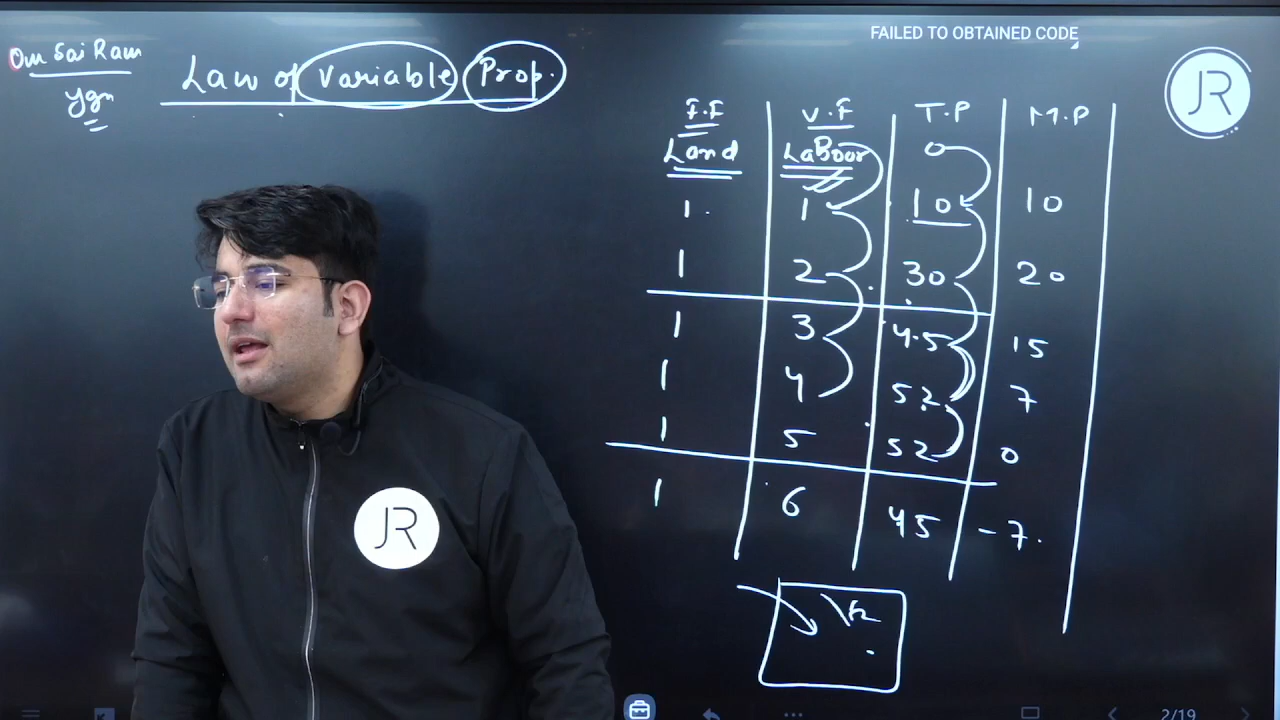 FAILED TO OBTAINED CODE
Om Sai Ram
Ygn
Law of Variable Prop.
JR
F.F V.F T.P M.P
Land Labour 0
1 1 10 10
1 2 30 20
1 3 45 15
1 4 52 7
1 5 52 0
1 6 45 -7
JR
2/19